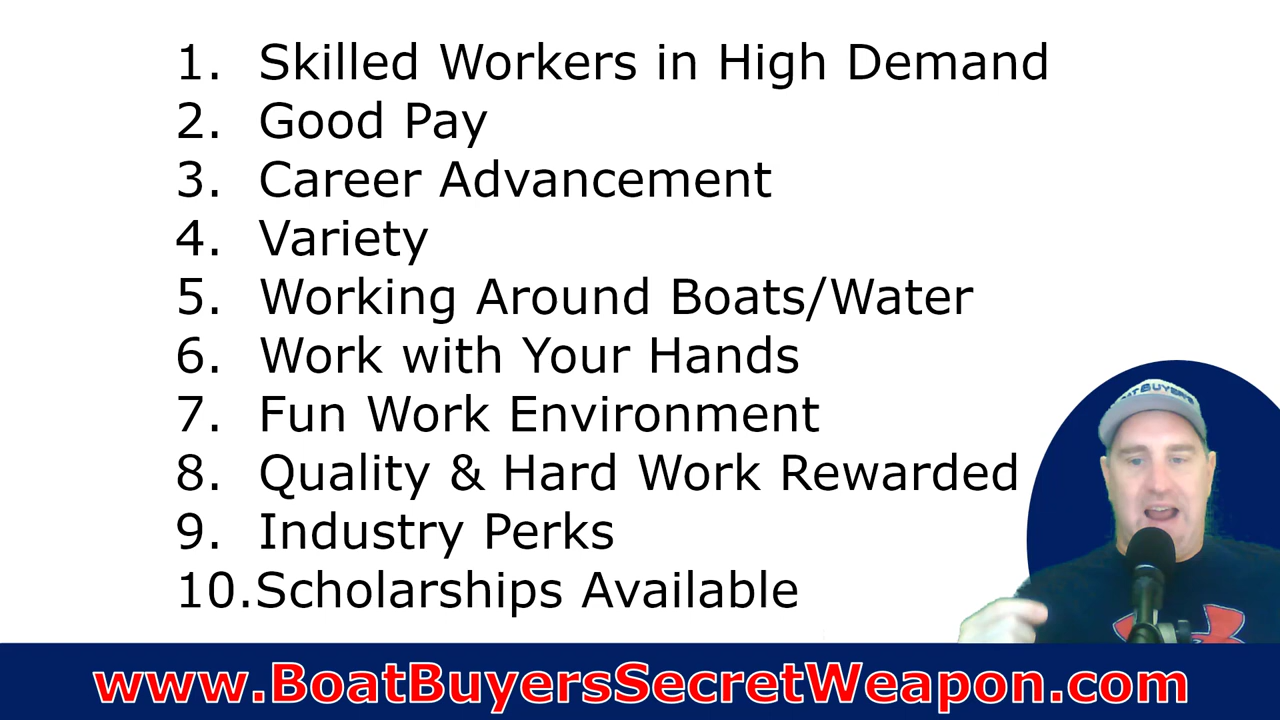 1. Skilled Workers in High Demand
2. Good Pay
3. Career Advancement
4. Variety
5. Working Around Boats/Water
6. Work with Your Hands
7. Fun Work Environment
8. Quality & Hard Work Rewarded
9. Industry Perks
10.Scholarships Available
www.BoatBuyersSecretWeapon.com